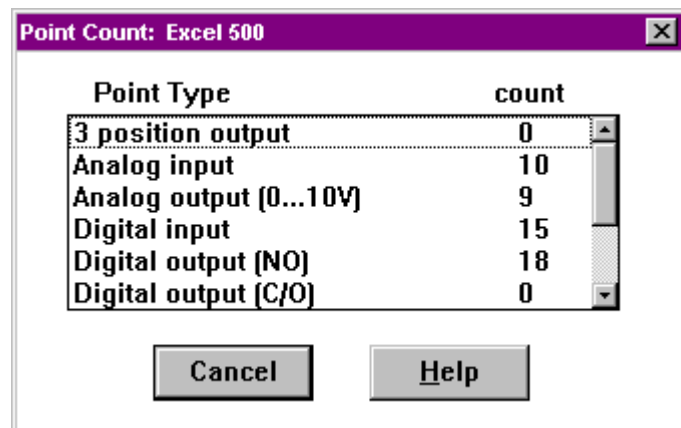 Point Count: Excel 500
Point Type count
3 position output 0
Analog input 10
Analog output (0...10V) 9
Digital input 15
Digital output (NO) 18
Digital output (C/O) 0
Cancel Help